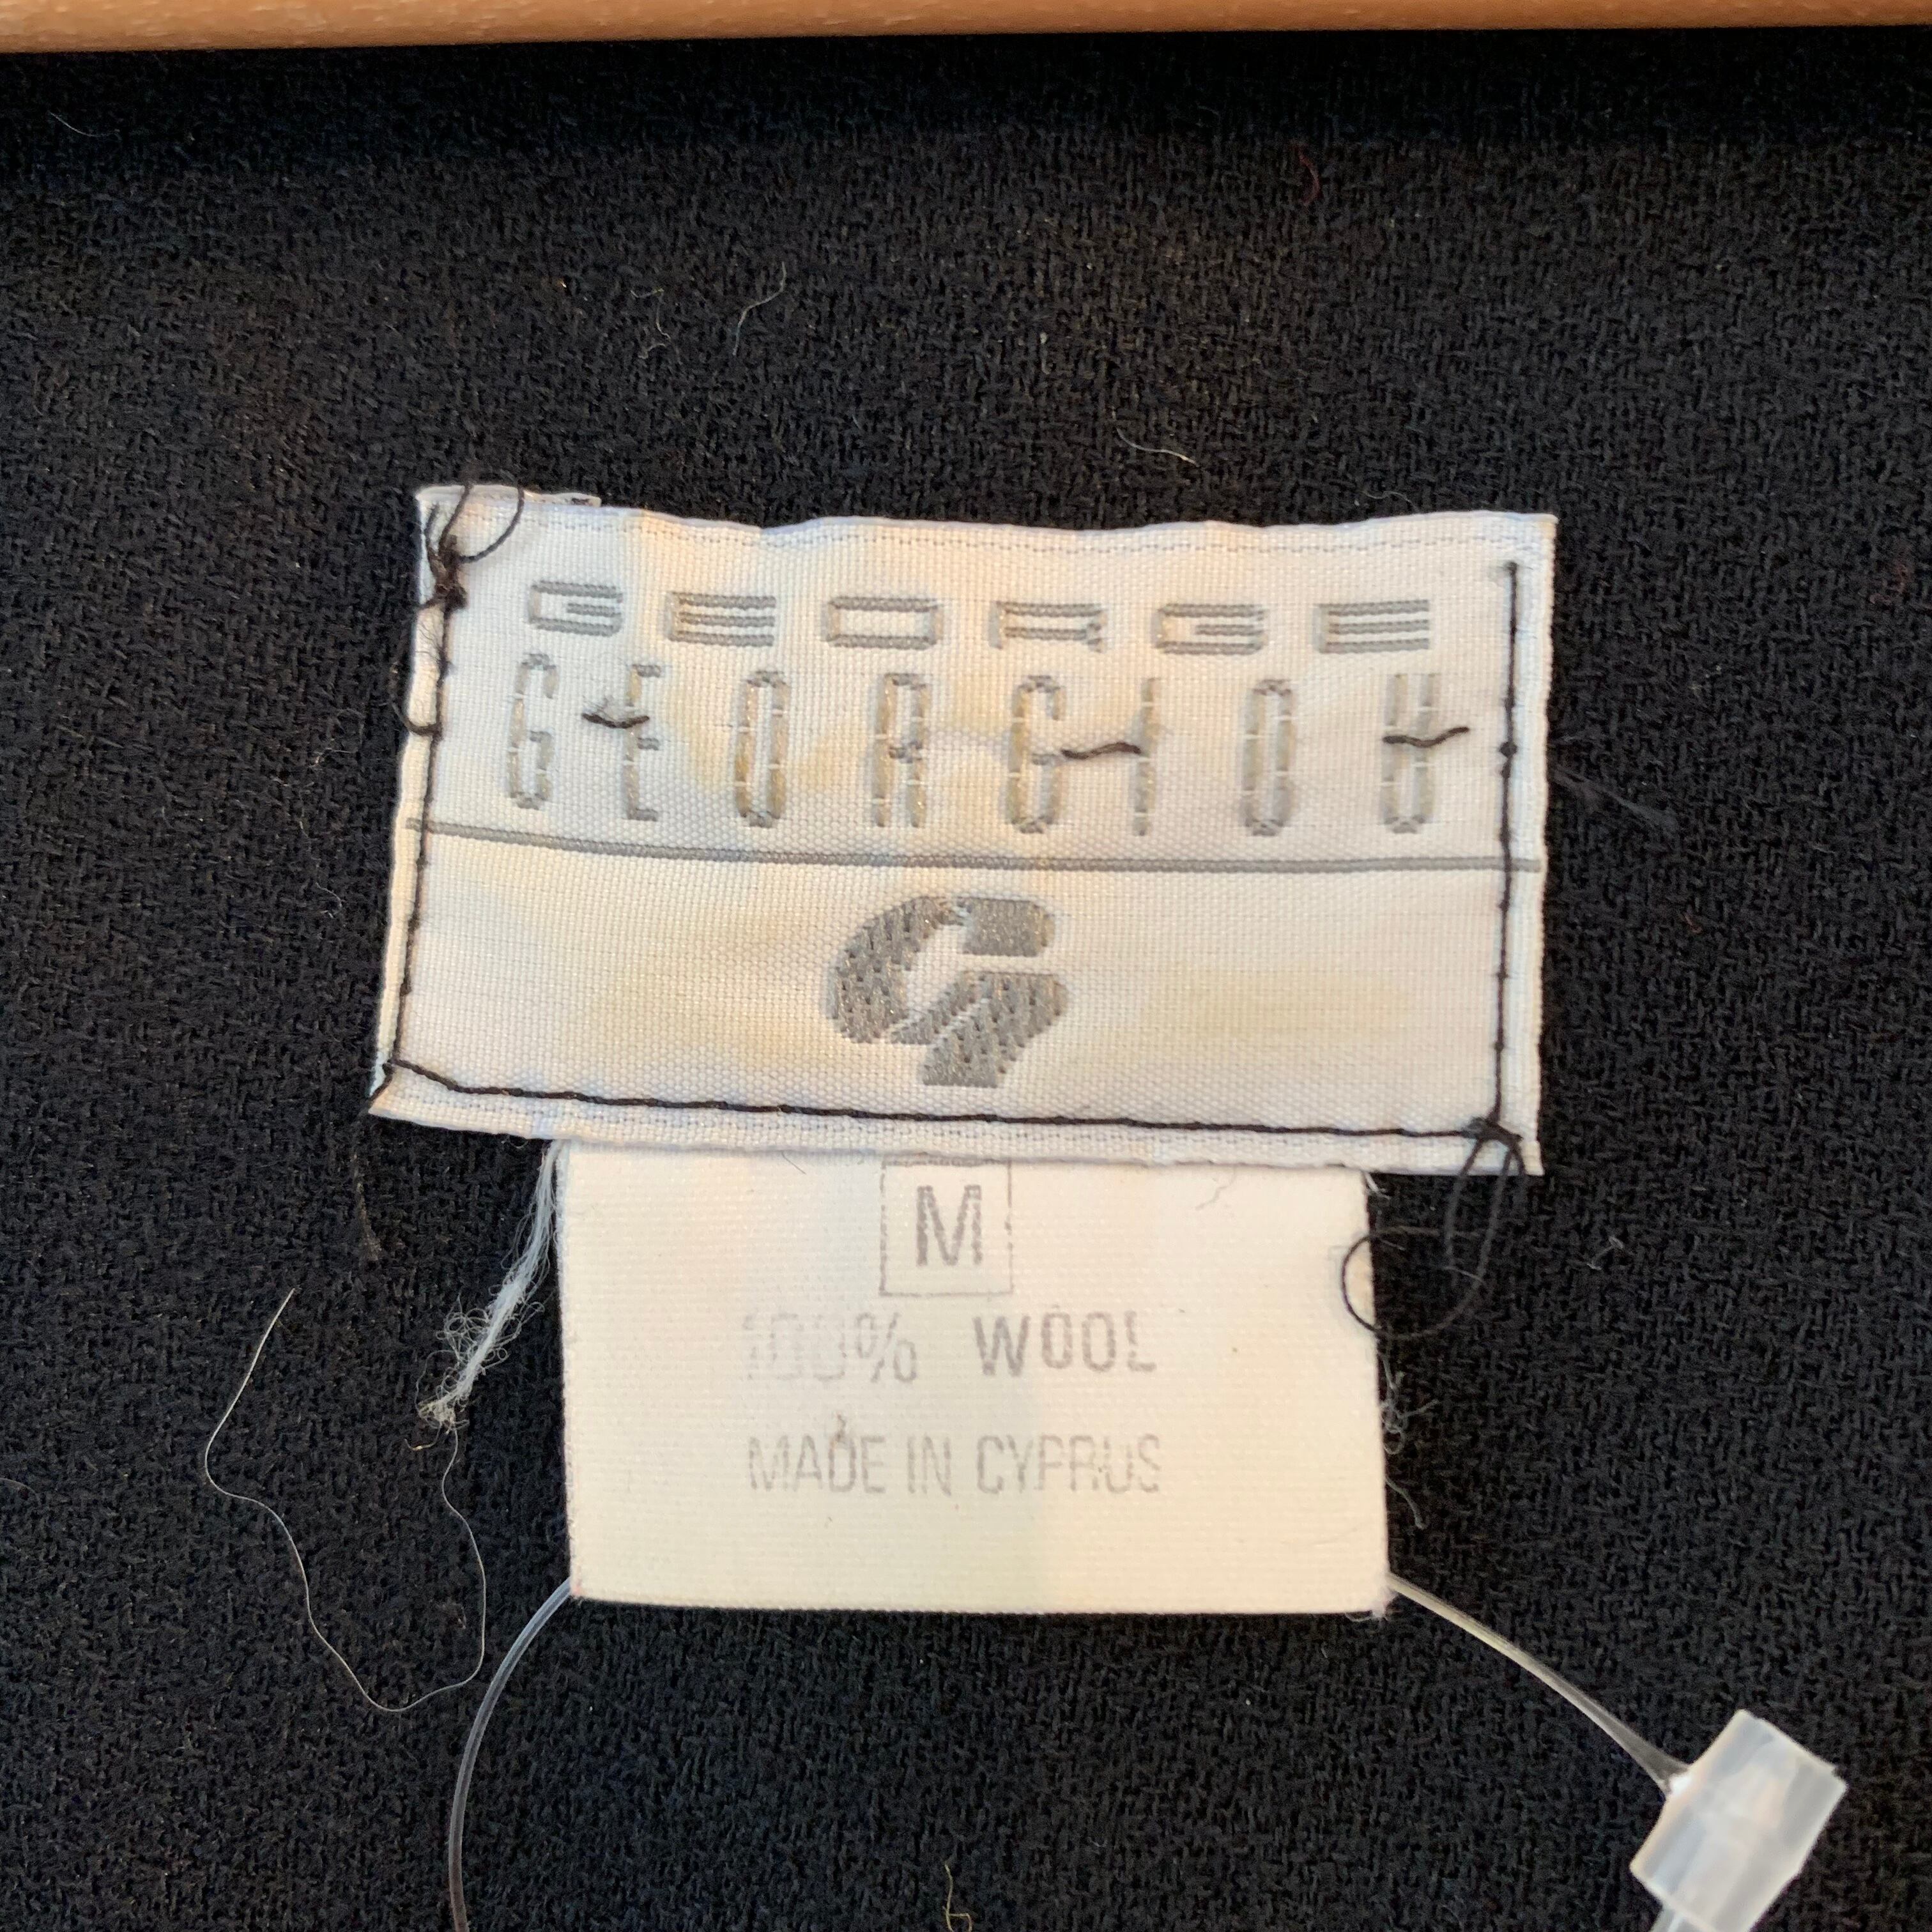 GEORGE
GEORGIOU
M
100% WOOL
MADE IN CYPRUS